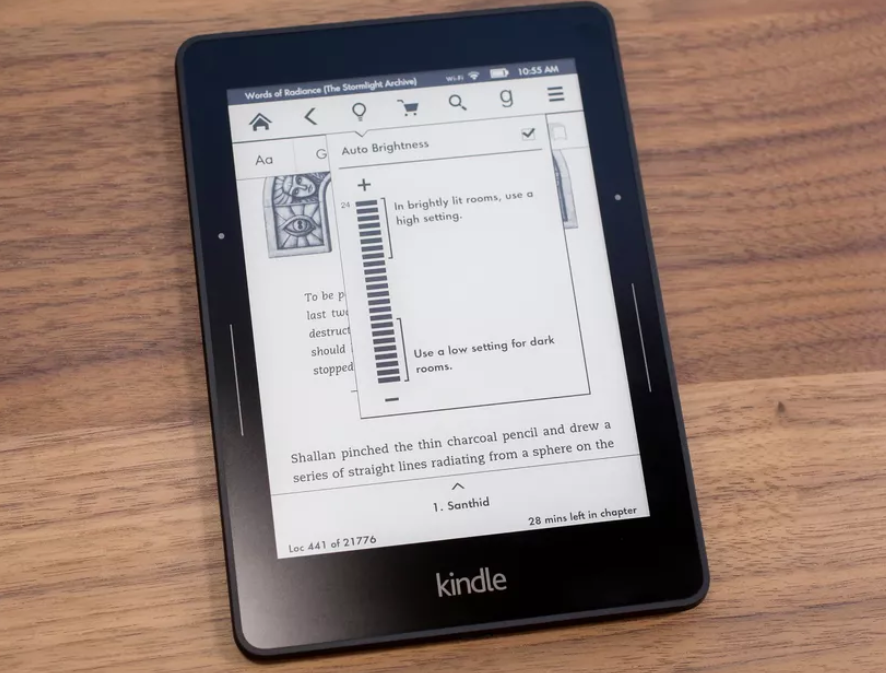 Words of Radiance (The Stormlight Archive) Wi-Fi 10:55 AM
g
Aa G
Auto Brightness
+
24
In brightly lit rooms, use a
high setting.
Use a low setting for dark
rooms.
−
To be p
last tw
destruct
should
stopped
Shallan pinched the thin charcoal pencil and drew a
series of straight lines radiating from a sphere on the
1. Santhid
Loc 441 of 21776 28 mins left in chapter
kindle